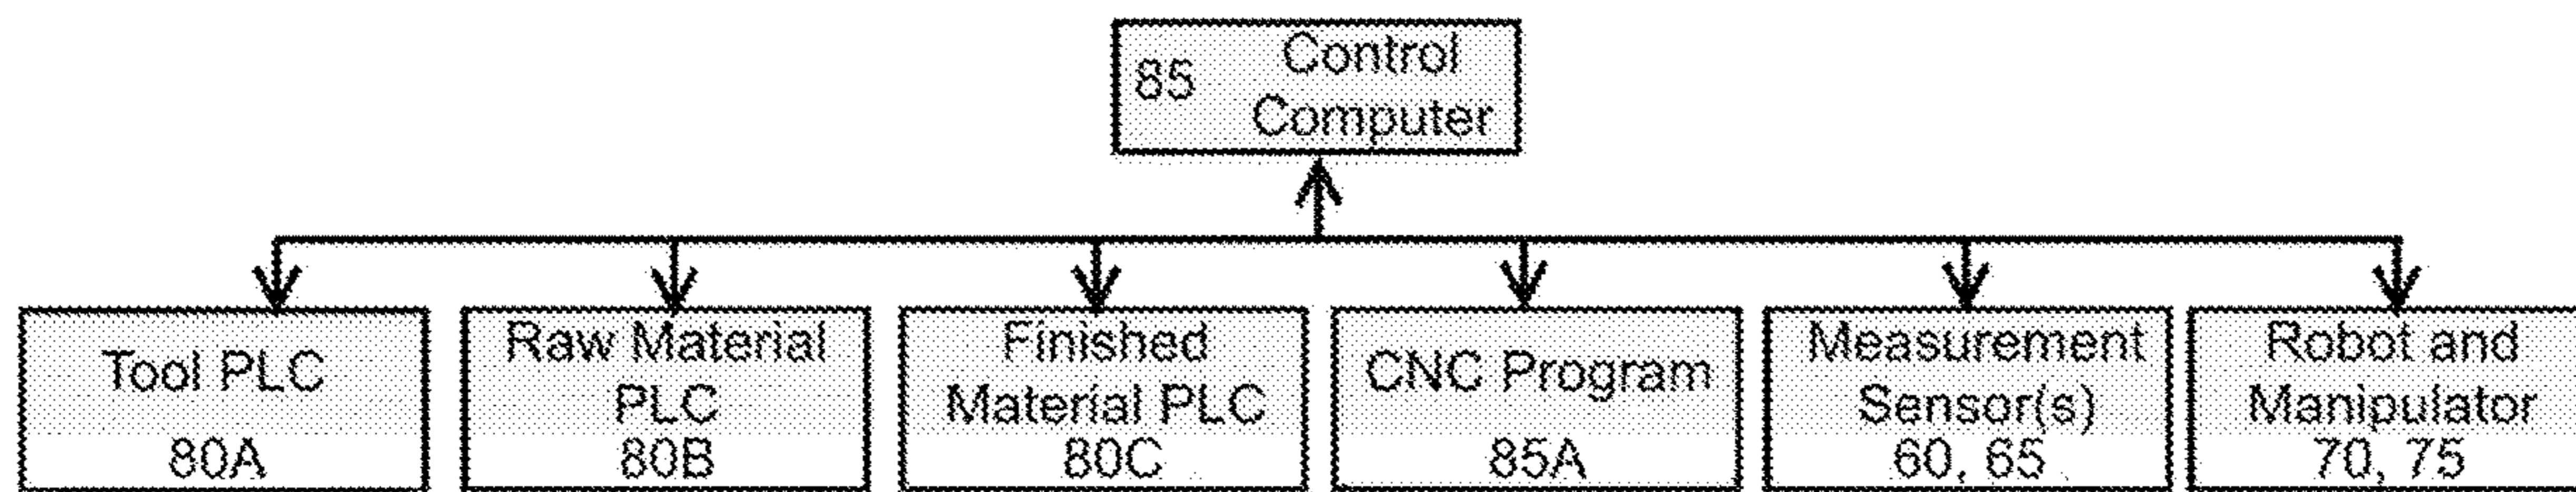 85 Control
Computer
Tool PLC
80A
Raw Material
PLC
80B
Finished
Material PLC
80C
CNC Program
85A
Measurement
Sensor(s)
60, 65
Robot and
Manipulator
70, 75